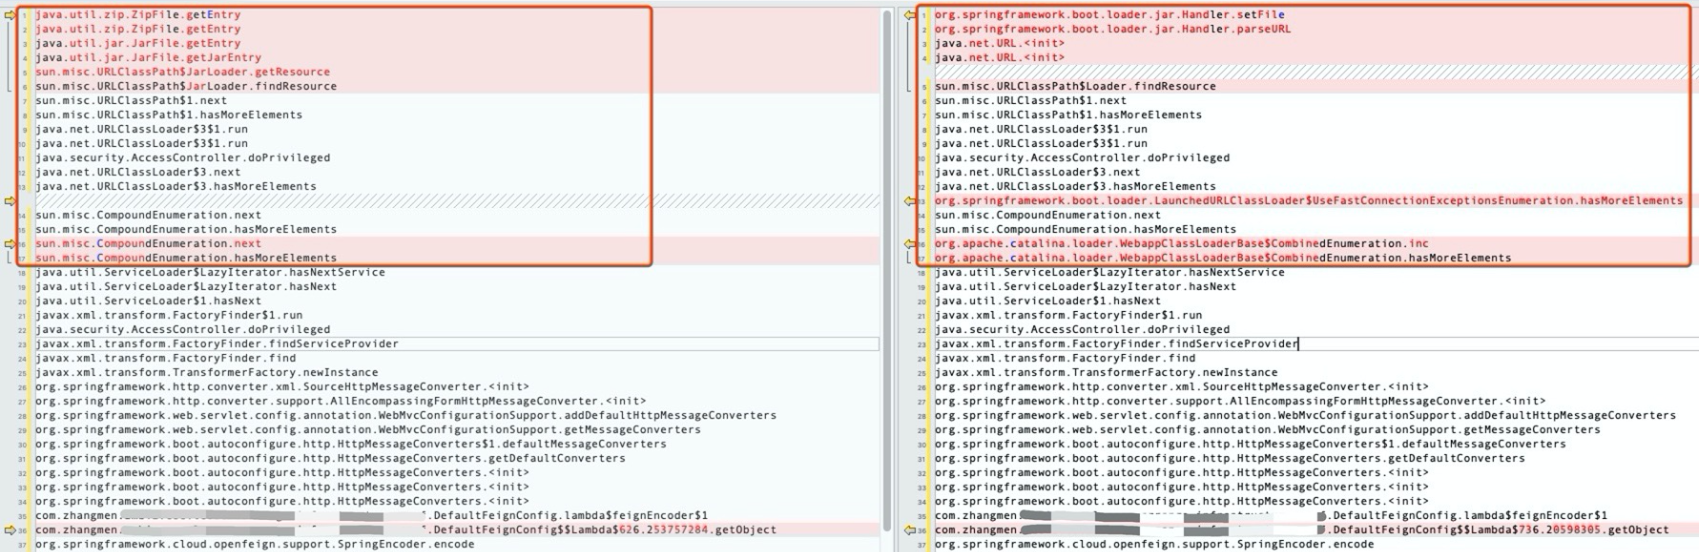 1 java.util.zip.ZipFile.getEntry
2 java.util.zip.ZipFile.getEntry
3 java.util.jar.JarFile.getEntry
4 java.util.jar.JarFile.getJarEntry
5 sun.misc.URLClassPath$JarLoader.getResource
6 sun.misc.URLClassPath$JarLoader.findResource
7 sun.misc.URLClassPath$1.next
8 sun.misc.URLClassPath$1.hasMoreElements
9 java.net.URLClassLoader$3$1.run
10 java.net.URLClassLoader$3$1.run
11 java.security.AccessController.doPrivileged
12 java.net.URLClassLoader$3.next
13 java.net.URLClassLoader$3.hasMoreElements
14 sun.misc.CompoundEnumeration.next
15 sun.misc.CompoundEnumeration.hasMoreElements
16 sun.misc.CompoundEnumeration.next
17 sun.misc.CompoundEnumeration.hasMoreElements
18 java.util.ServiceLoader$LazyIterator.hasNextService
19 java.util.ServiceLoader$LazyIterator.hasNext
20 java.util.ServiceLoader$1.hasNext
21 javax.xml.transform.FactoryFinder$1.run
22 java.security.AccessController.doPrivileged
23 javax.xml.transform.FactoryFinder.findServiceProvider
24 javax.xml.transform.FactoryFinder.find
25 javax.xml.transform.TransformerFactory.newInstance
26 org.springframework.http.converter.xml.SourceHttpMessageConverter.<init>
27 org.springframework.http.converter.support.AllEncompassingFormHttpMessageConverter.<init>
28 org.springframework.web.servlet.config.annotation.WebMvcConfigurationSupport.addDefaultHttpMessageConverters
29 org.springframework.web.servlet.config.annotation.WebMvcConfigurationSupport.getMessageConverters
30 org.springframework.boot.autoconfigure.http.HttpMessageConverters$1.defaultMessageConverters
31 org.springframework.boot.autoconfigure.http.HttpMessageConverters.getDefaultConverters
32 org.springframework.boot.autoconfigure.http.HttpMessageConverters.<init>
33 org.springframework.boot.autoconfigure.http.HttpMessageConverters.<init>
34 org.springframework.boot.autoconfigure.http.HttpMessageConverters.<init>
35 com.zhangmen. .DefaultFeignConfig.lambda$feignEncoder$1
36 com.zhangmen. .DefaultFeignConfig$$Lambda$626.253757284.getObject
37 org.springframework.cloud.openfeign.support.SpringEncoder.encode
1 org.springframework.boot.loader.jar.Handler.setFile
2 org.springframework.boot.loader.jar.Handler.parseURL
3 java.net.URL.<init>
4 java.net.URL.<init>
5 sun.misc.URLClassPath$Loader.findResource
6 sun.misc.URLClassPath$1.next
7 sun.misc.URLClassPath$1.hasMoreElements
8 java.net.URLClassLoader$3$1.run
9 java.net.URLClassLoader$3$1.run
10 java.security.AccessController.doPrivileged
11 java.net.URLClassLoader$3.next
12 java.net.URLClassLoader$3.hasMoreElements
13 org.springframework.boot.loader.LaunchedURLClassLoader$UseFastConnectionExceptionsEnumeration.hasMoreElements
14 sun.misc.CompoundEnumeration.next
15 sun.misc.CompoundEnumeration.hasMoreElements
16 org.apache.catalina.loader.WebappClassLoaderBase$CombinedEnumeration.inc
17 org.apache.catalina.loader.WebappClassLoaderBase$CombinedEnumeration.hasMoreElements
18 java.util.ServiceLoader$LazyIterator.hasNextService
19 java.util.ServiceLoader$LazyIterator.hasNext
20 java.util.ServiceLoader$1.hasNext
21 javax.xml.transform.FactoryFinder$1.run
22 java.security.AccessController.doPrivileged
23 javax.xml.transform.FactoryFinder.findServiceProvider
24 javax.xml.transform.FactoryFinder.find
25 javax.xml.transform.TransformerFactory.newInstance
26 org.springframework.http.converter.xml.SourceHttpMessageConverter.<init>
27 org.springframework.http.converter.support.AllEncompassingFormHttpMessageConverter.<init>
28 org.springframework.web.servlet.config.annotation.WebMvcConfigurationSupport.addDefaultHttpMessageConverters
29 org.springframework.web.servlet.config.annotation.WebMvcConfigurationSupport.getMessageConverters
30 org.springframework.boot.autoconfigure.http.HttpMessageConverters$1.defaultMessageConverters
31 org.springframework.boot.autoconfigure.http.HttpMessageConverters.getDefaultConverters
32 org.springframework.boot.autoconfigure.http.HttpMessageConverters.<init>
33 org.springframework.boot.autoconfigure.http.HttpMessageConverters.<init>
34 org.springframework.boot.autoconfigure.http.HttpMessageConverters.<init>
35 com.zhangmen. .DefaultFeignConfig.lambda$feignEncoder$1
36 com.zhangmen. .DefaultFeignConfig$$Lambda$736.20598305.getObject
37 org.springframework.cloud.openfeign.support.SpringEncoder.encode